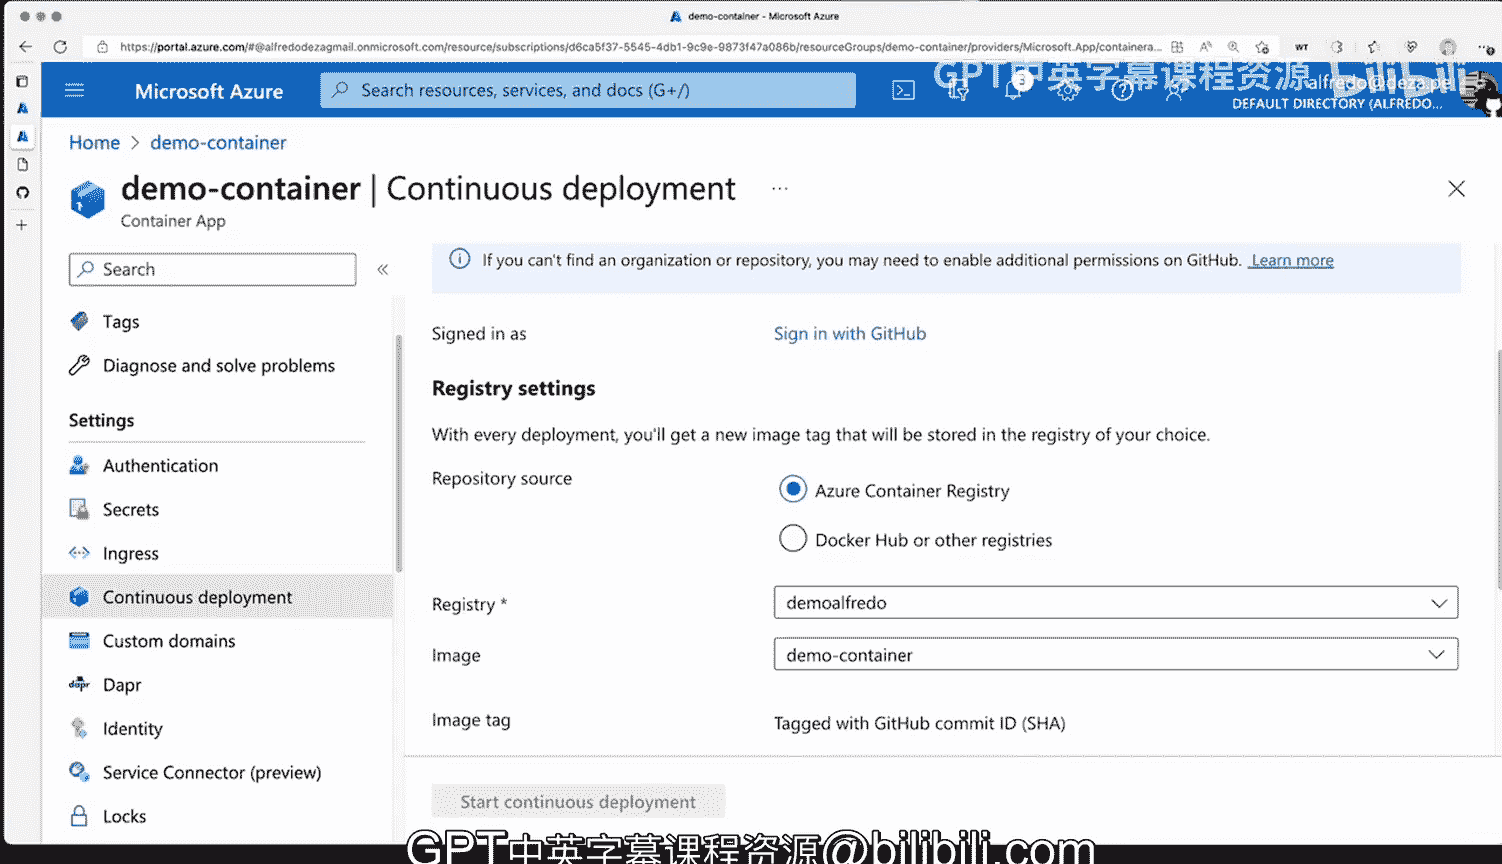 demo-container - Microsoft Azure
https://portal.azure.com/#@alfredodezagmail.onmicrosoft.com/resource/subscriptions/d6ca5f37-5545-4db1-9c9e-9873f47a086b/resourceGroups/demo-container/providers/Microsoft.App/containera...
WT
Microsoft Azure
Search resources, services, and docs (G+/)
GPT中英字幕课程资源 BiliBili
3
alfredo@deza.pe
DEFAULT DIRECTORY (ALFREDO...
Home > demo-container
demo-container | Continuous deployment ...
Container App
Search «
Tags
Diagnose and solve problems
Settings
Authentication
Secrets
Ingress
Continuous deployment
Custom domains
dapr Dapr
Identity
Service Connector (preview)
Locks
If you can't find an organization or repository, you may need to enable additional permissions on GitHub. Learn more
Signed in as Sign in with GitHub
Registry settings
With every deployment, you'll get a new image tag that will be stored in the registry of your choice.
Repository source
Azure Container Registry
Docker Hub or other registries
Registry * demoalfredo
Image demo-container
Image tag Tagged with GitHub commit ID (SHA)
Start continuous deployment
GPT中英字幕课程资源@bilibili.com